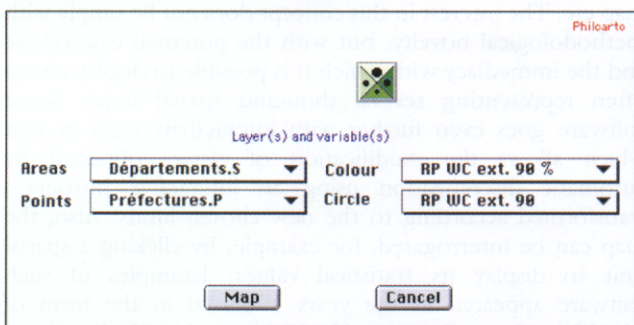 Philcarto
Layer(s) et variable(s)
Areas Départements.S Colour RP WC ext. 90 %
Points Préfectures.P Circle RP WC ext. 90
Map Cancel